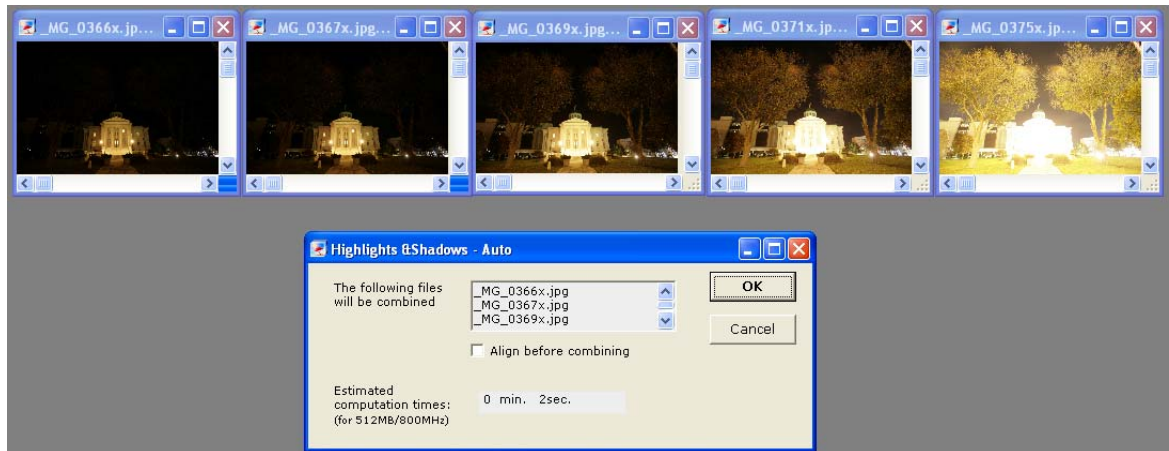 _MG_0366x.jp...
_MG_0367x.jpg...
_MG_0369x.jpg...
_MG_0371x.jp...
_MG_0375x.jp...
Highlights &Shadows - Auto
The following files
will be combined
_MG_0366x.jpg
_MG_0367x.jpg
_MG_0369x.jpg
OK
Cancel
Align before combining
Estimated
computation times:
(for 512MB/800MHz)
0 min. 2sec.